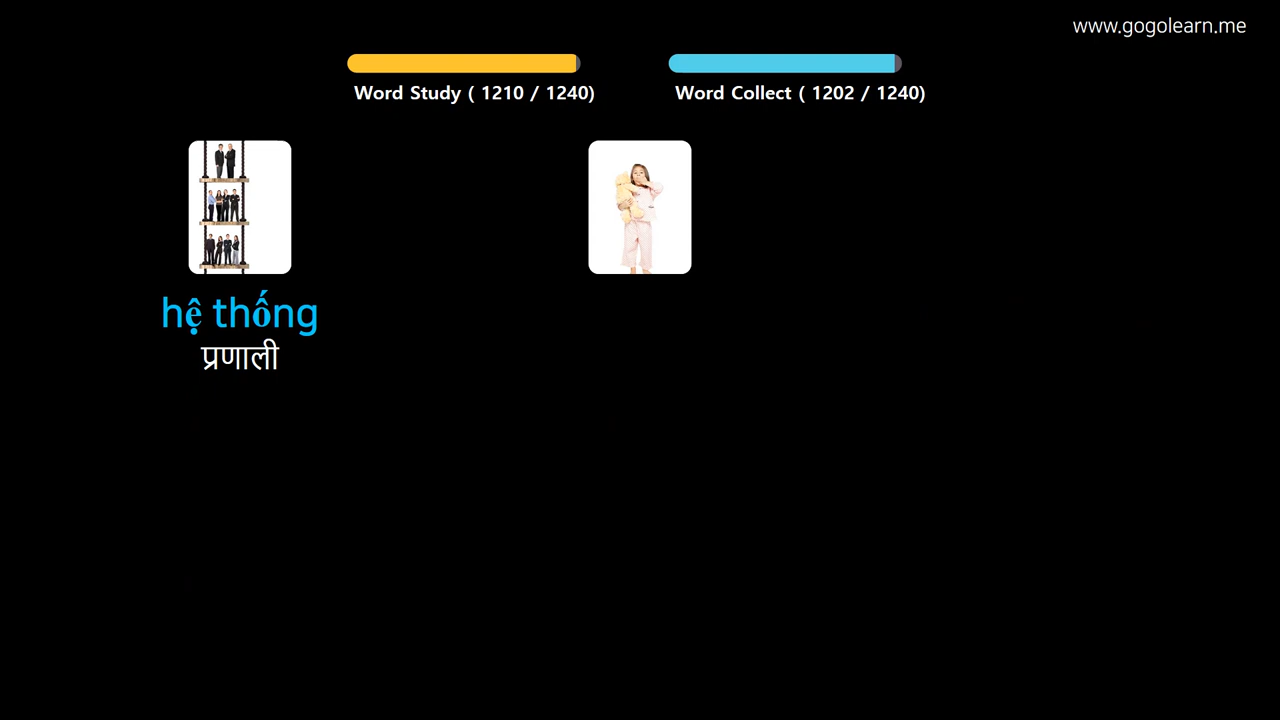 www.gogolearn.me
Word Study ( 1210 / 1240)
Word Collect ( 1202 / 1240)
hệ thống
प्रणाली